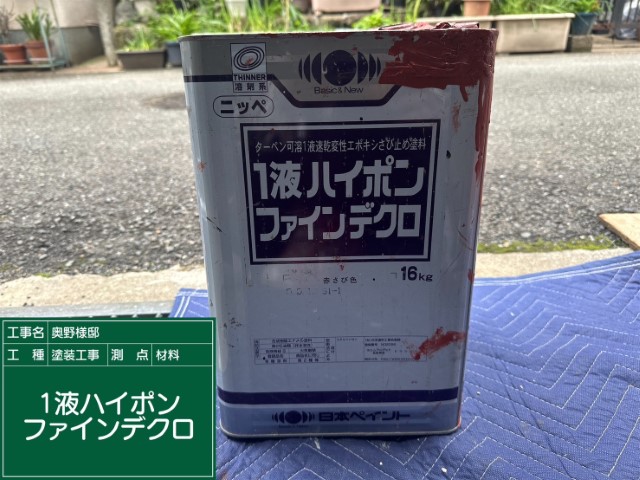 THINNER
溶剤系
Basic & New
ニッペ
ターペン可溶1液速乾変性エポキシさび止め塗料
1液ハイポン
ファインデクロ
赤さび色
16kg
日本ペイント
工事名 奥野様邸
工種 塗装工事 測点 材料
1液ハイポン
ファインデクロ